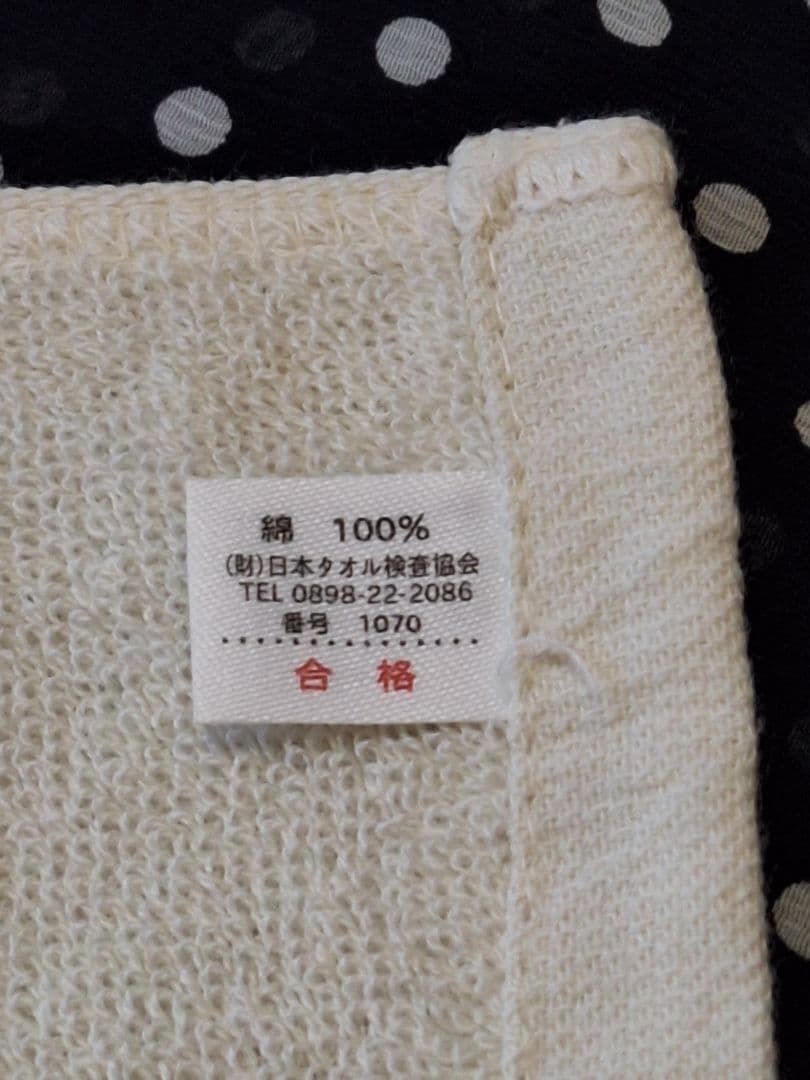 綿　100%
(財)日本タオル検査協会
TEL 0898-22-2086
番号　1070
合　格